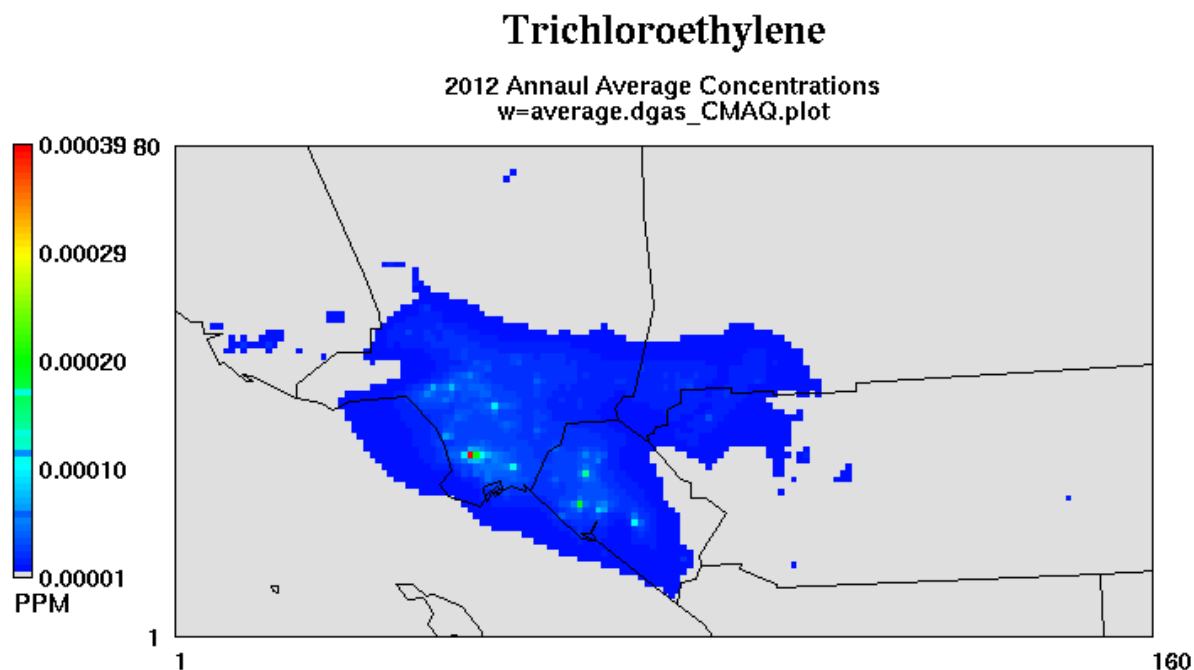 Trichloroethylene
2012 Annaul Average Concentrations
w=average.dgas_CMAQ.plot
0.00039
80
0.00029
0.00020
0.00010
0.00001
PPM
1
1
160